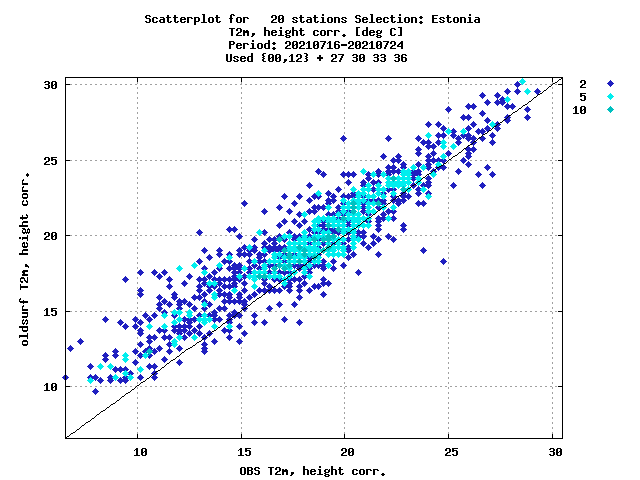 Scatterplot for   20 stations Selection: Estonia
T2m, height corr. [deg C]
Period: 20210716-20210724
Used {00,12} + 27 30 33 36
2
5
10
30
25
20
15
10
oldsurf T2m, height corr.
10 15 20 25 30
OBS T2m, height corr.